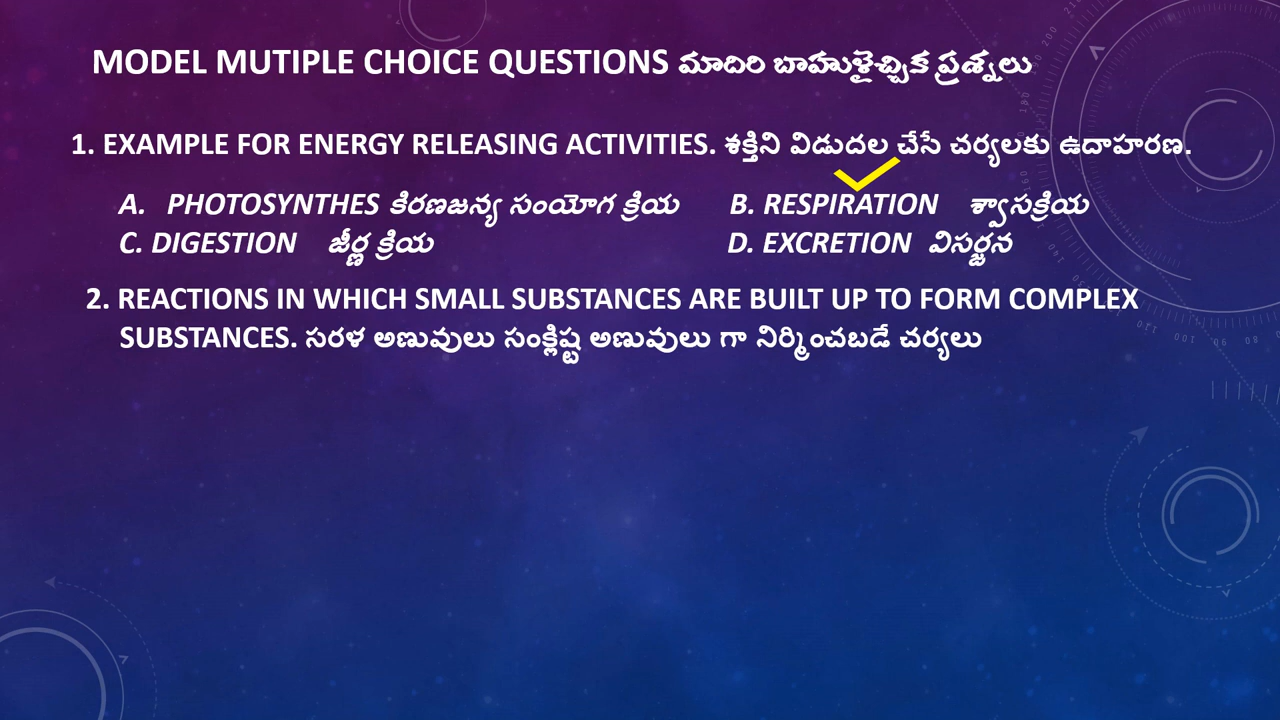 MODEL MUTIPLE CHOICE QUESTIONS మాదిరి బాహుళైచ్ఛిక ప్రశ్నలు
1. EXAMPLE FOR ENERGY RELEASING ACTIVITIES. శక్తిని విడుదల చేసే చర్యలకు ఉదాహరణ.
A. PHOTOSYNTHES కిరణజన్య సంయోగ క్రియ B. RESPIRATION శ్వాసక్రియ
C. DIGESTION జీర్ణ క్రియ D. EXCRETION విసర్జన
2. REACTIONS IN WHICH SMALL SUBSTANCES ARE BUILT UP TO FORM COMPLEX
SUBSTANCES. సరళ అణువులు సంక్లిష్ట అణువులు గా నిర్మించబడే చర్యలు